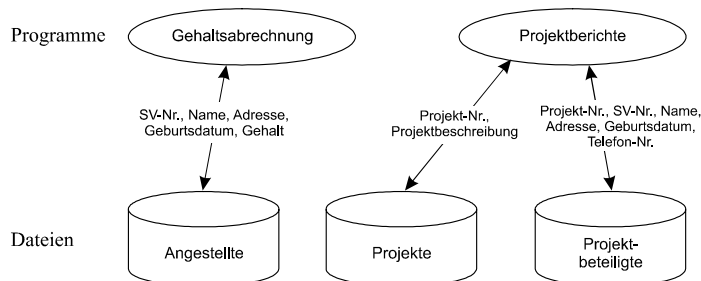 Programme
Gehaltsabrechnung
Projektberichte
SV-Nr., Name, Adresse,
Geburtsdatum, Gehalt
Projekt-Nr.,
Projektbeschreibung
Projekt-Nr., SV-Nr., Name,
Adresse, Geburtsdatum,
Telefon-Nr.
Dateien
Angestellte
Projekte
Projekt-
beteiligte